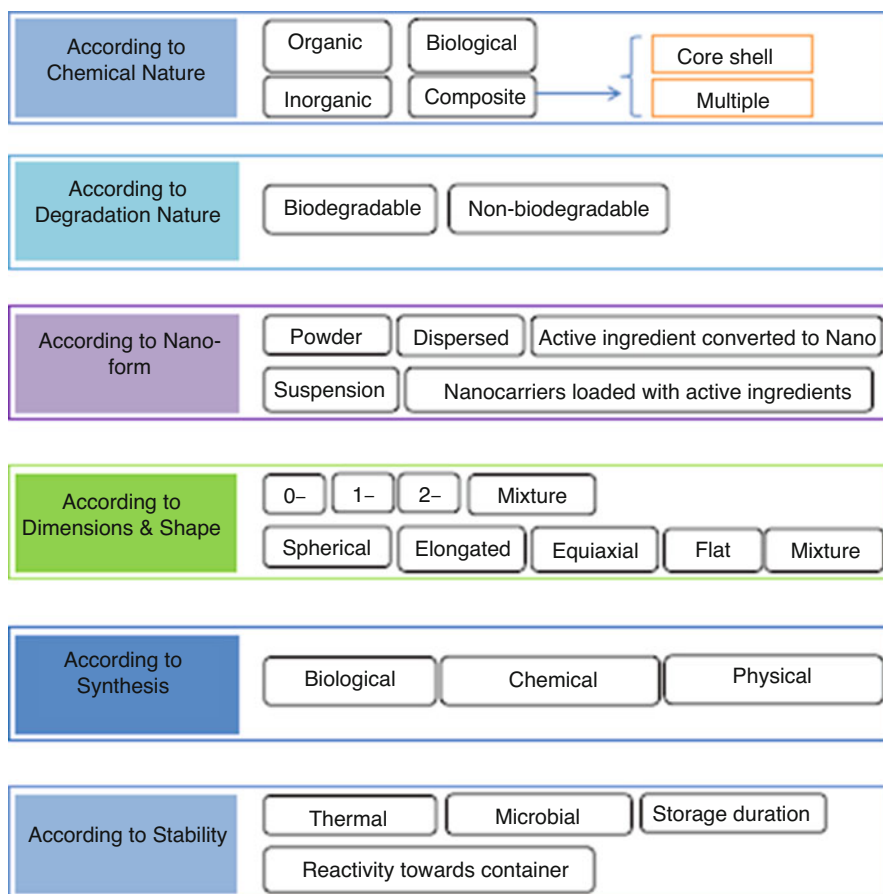 According to
Chemical Nature
Organic
Biological
Inorganic
Composite
Core shell
Multiple
According to
Degradation Nature
Biodegradable
Non-biodegradable
According to Nano-
form
Powder
Dispersed
Active ingredient converted to Nano
Suspension
Nanocarriers loaded with active ingredients
According to
Dimensions & Shape
0–
1–
2–
Mixture
Spherical
Elongated
Equiaxial
Flat
Mixture
According to
Synthesis
Biological
Chemical
Physical
According to Stability
Thermal
Microbial
Storage duration
Reactivity towards container